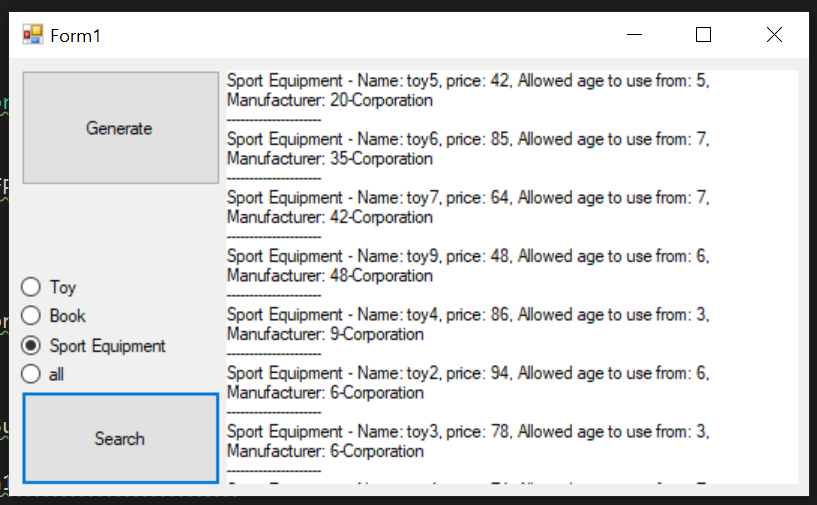 Form1
Generate
Toy
Book
Sport Equipment
all
Search
Sport Equipment - Name: toy5, price: 42, Allowed age to use from: 5,
Manufacturer: 20-Corporation
---------------------
Sport Equipment - Name: toy6, price: 85, Allowed age to use from: 7,
Manufacturer: 35-Corporation
---------------------
Sport Equipment - Name: toy7, price: 64, Allowed age to use from: 7,
Manufacturer: 42-Corporation
---------------------
Sport Equipment - Name: toy9, price: 48, Allowed age to use from: 6,
Manufacturer: 48-Corporation
---------------------
Sport Equipment - Name: toy4, price: 86, Allowed age to use from: 3,
Manufacturer: 9-Corporation
---------------------
Sport Equipment - Name: toy2, price: 94, Allowed age to use from: 6,
Manufacturer: 6-Corporation
---------------------
Sport Equipment - Name: toy3, price: 78, Allowed age to use from: 3,
Manufacturer: 6-Corporation
---------------------